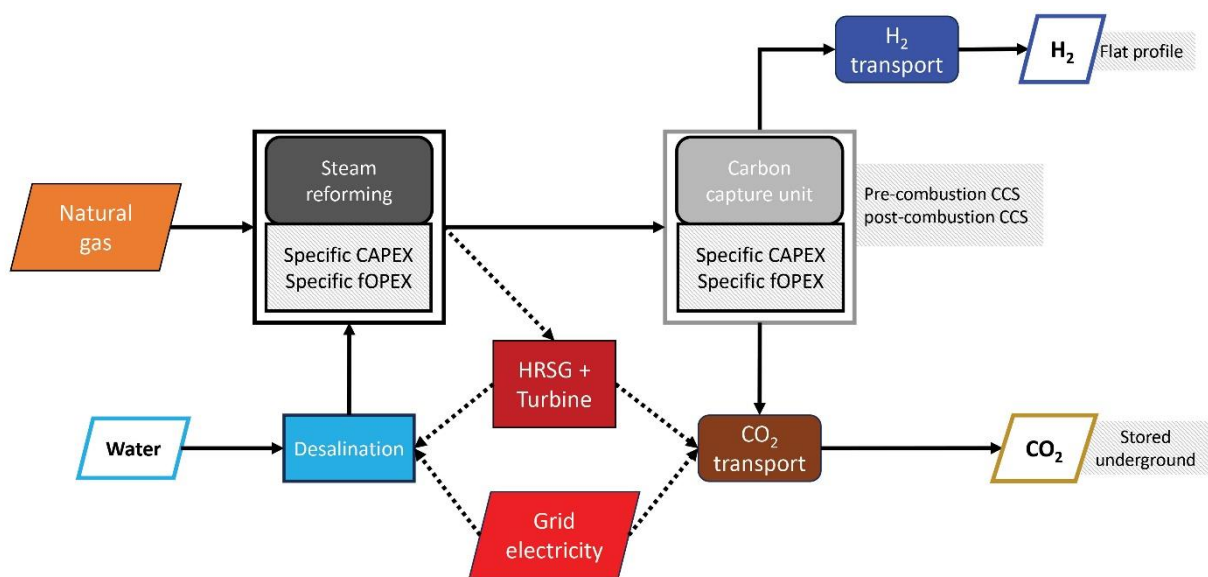 H₂
transport
H₂
Flat profile
Steam
reforming
Carbon
capture unit
Natural
gas
Specific CAPEX
Specific fOPEX
Specific CAPEX
Specific fOPEX
Pre-combustion CCS
post-combustion CCS
HRSG +
Turbine
Water
Desalination
CO₂
transport
CO₂
Stored
underground
Grid
electricity